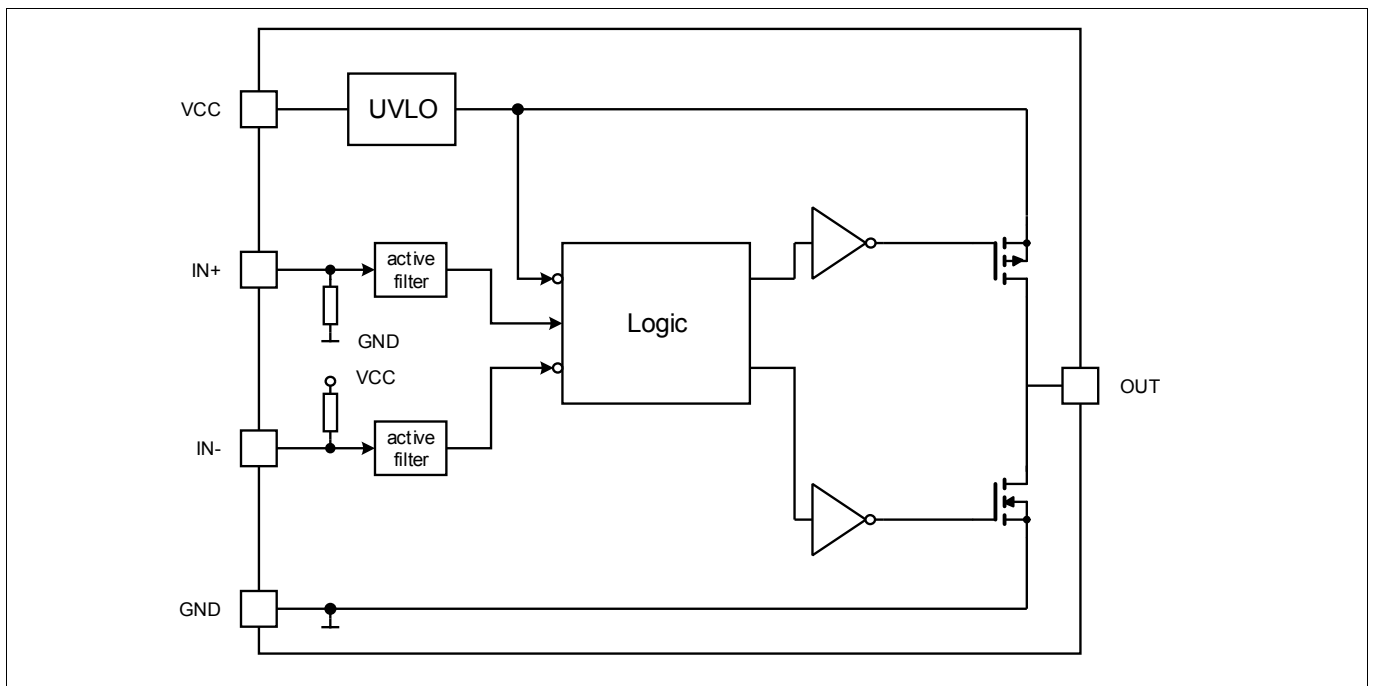 VCC
UVLO
IN+
active
filter
GND
VCC
Logic
OUT
IN-
active
filter
GND